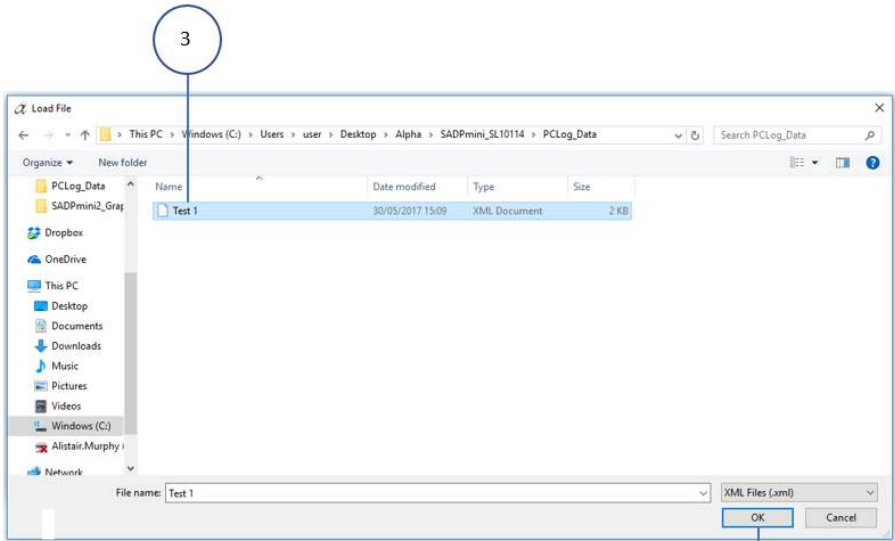 3
Load File
This PC > Windows (C:) > Users > user > Desktop > Alpha > SADPmini_SL10114 > PCLog_Data
Search PCLog_Data
Organize
New folder
Name
Date modified
Type
Size
Test 1
30/05/2017 15:09
XML Document
2 KB
PCLog_Data
SADPmini2_Grap
Dropbox
OneDrive
This PC
Desktop
Documents
Downloads
Music
Pictures
Videos
Windows (C:)
Alistair.Murphy (
Network
File name: Test 1
XML Files (.xml)
OK
Cancel